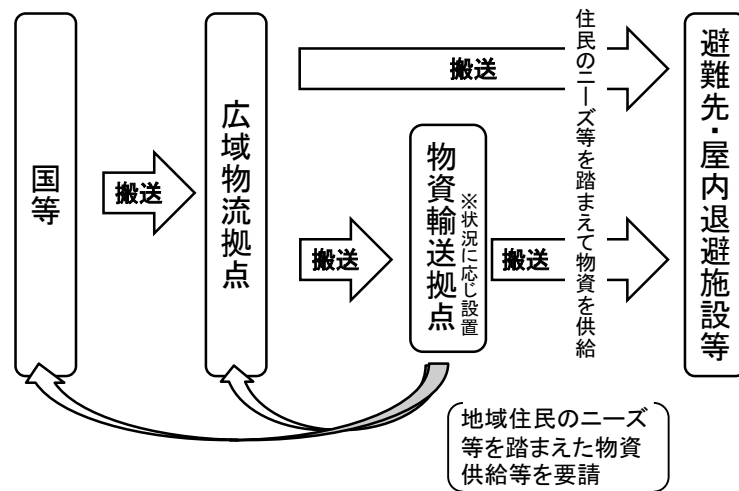 国等
搬送
広域物流拠点
搬送
搬送
物資輸送拠点
※状況に応じ設置
搬送
住民のニーズ等を踏まえて物資を供給
避難先・屋内退避施設等
地域住民のニーズ
等を踏まえた物資
供給等を要請